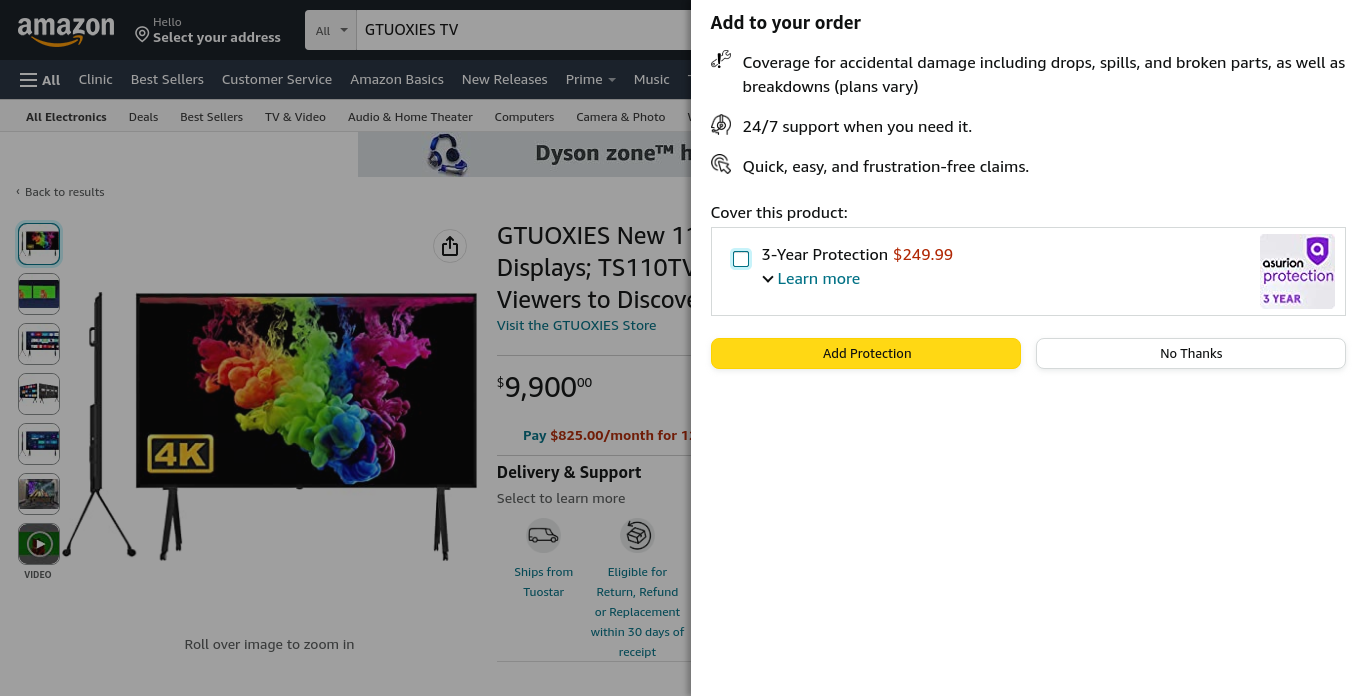 amazon
Hello
Select your address
All
GTUOXIES TV
All
Clinic
Best Sellers
Customer Service
Amazon Basics
New Releases
Prime
Music
All Electronics
Deals
Best Sellers
TV & Video
Audio & Home Theater
Computers
Camera & Photo
Dyson zone™ h
‹ Back to results
GTUOXIES New 11
Displays; TS110TV
Viewers to Discove
Visit the GTUOXIES Store
$9,900 00
Pay $825.00/month for 12
Delivery & Support
Select to learn more
Ships from
Tuostar
Eligible for
Return, Refund
or Replacement
within 30 days of
receipt
4K
VIDEO
Roll over image to zoom in
Add to your order
Coverage for accidental damage including drops, spills, and broken parts, as well as
breakdowns (plans vary)
24/7 support when you need it.
Quick, easy, and frustration-free claims.
Cover this product:
3-Year Protection $249.99
Learn more
asurion
protection
3 YEAR
Add Protection
No Thanks